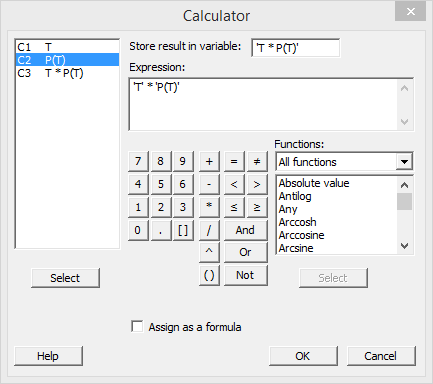 Calculator
C1 T
C2 P(T)
C3 T * P(T)
Store result in variable: 'T * P(T)'
Expression:
'T' * 'P(T)'
Functions:
7 8 9 + = ≠
All functions
4 5 6 - < >
1 2 3 * ≤ ≥
0 . [] / And
^ Or
() Not
Absolute value
Antilog
Any
Arccosh
Arccosine
Arcsine
Select
Select
Assign as a formula
Help
OK
Cancel